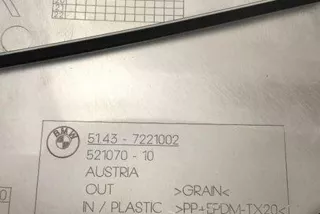 BMW
5143 - 7221002
521070 - 10
AUSTRIA
OUT >GRAIN<
IN / PLASTIC >PP+EPDM-TX20<